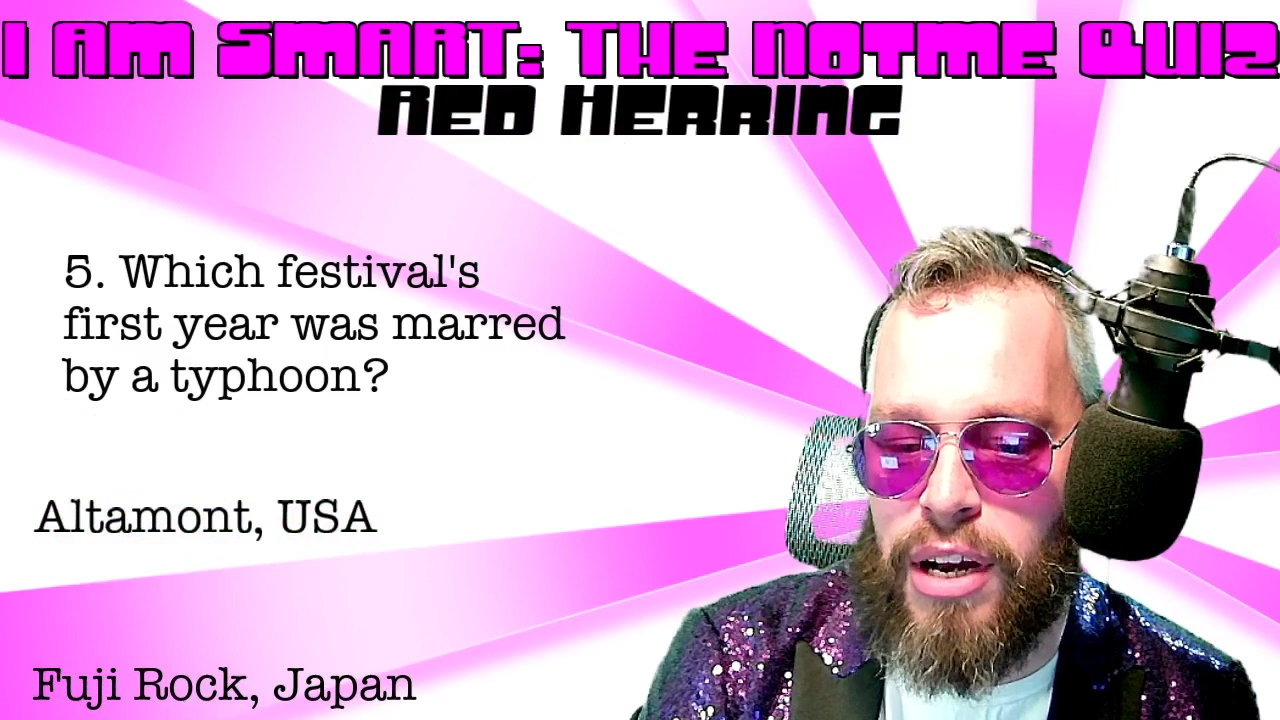 I AM SMART: THE NOTME QUIZ
RED HERRING
5. Which festival's
first year was marred
by a typhoon?
Altamont, USA
Fuji Rock, Japan